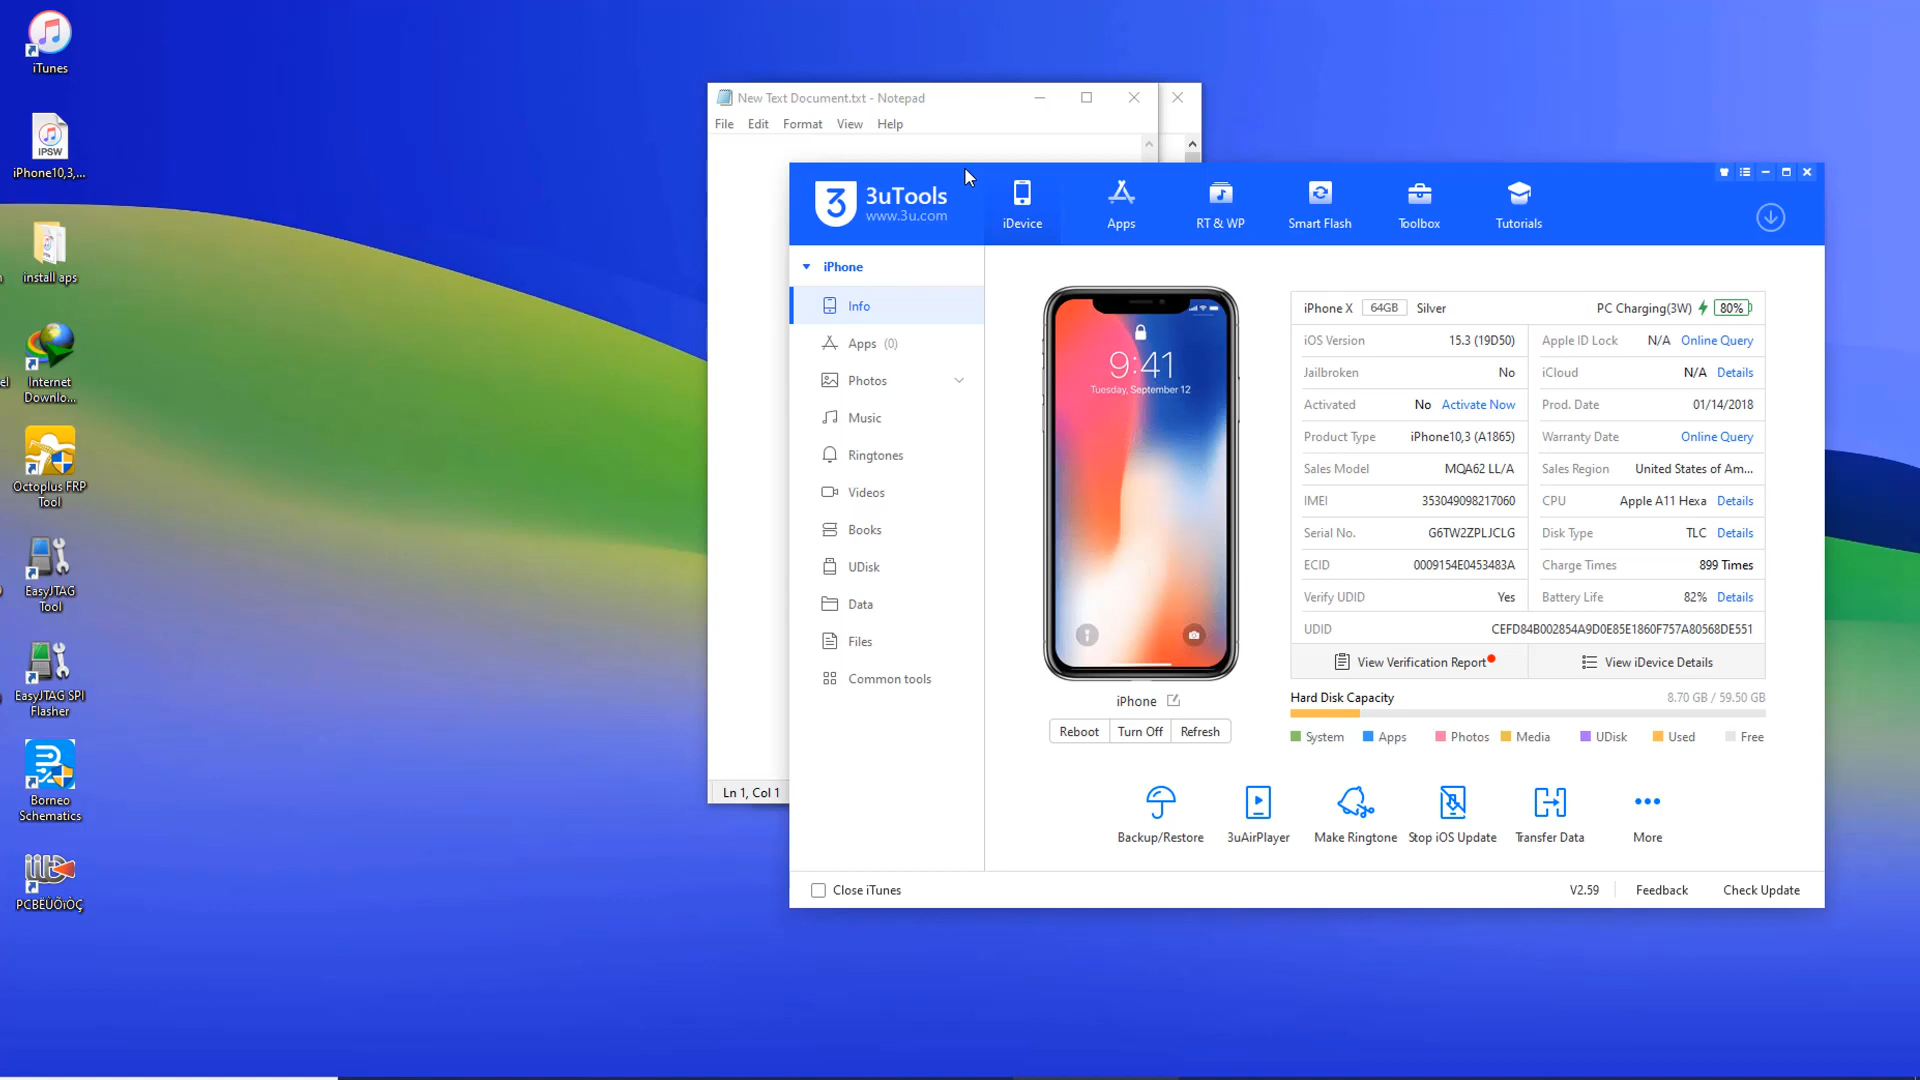 iTunes
IPSW
iPhone10,3,...
install aps
Internet
Downlo...
Octoplus FRP
Tool
EasyJTAG
Tool
EasyJTAG SPI
Flasher
Borneo
Schematics
PCBËÙÕìÒÇ
New Text Document.txt - Notepad
File Edit Format View Help
Ln 1, Col 1
3
3uTools
www.3u.com
iDevice
Apps
RT & WP
Smart Flash
Toolbox
Tutorials
iPhone
Info
Apps (0)
Photos
Music
Ringtones
Videos
Books
UDisk
Data
Files
Common tools
9:41
Tuesday, September 12
iPhone
Reboot Turn Off Refresh
iPhone X 64GB Silver PC Charging(3W) 80%
iOS Version 15.3 (19D50) Apple ID Lock N/A Online Query
Jailbroken No iCloud N/A Details
Activated No Activate Now Prod. Date 01/14/2018
Product Type iPhone10,3 (A1865) Warranty Date Online Query
Sales Model MQA62 LL/A Sales Region United States of Am...
IMEI 353049098217060 CPU Apple A11 Hexa Details
Serial No. G6TW2ZPLJCLG Disk Type TLC Details
ECID 0009154E0453483A Charge Times 899 Times
Verify UDID Yes Battery Life 82% Details
UDID CEFD84B002854A9D0E85E1860F757A80568DE551
View Verification Report View iDevice Details
Hard Disk Capacity 8.70 GB / 59.50 GB
System Apps Photos Media UDisk Used Free
Backup/Restore 3uAirPlayer Make Ringtone Stop iOS Update Transfer Data More
Close iTunes V2.59 Feedback Check Update